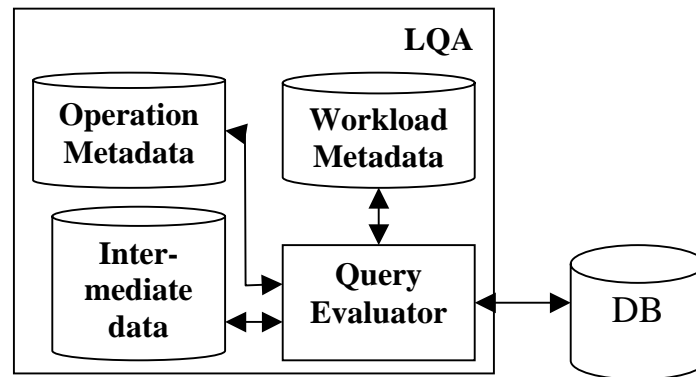 LQA
Operation
Metadata
Workload
Metadata
Inter-
mediate
data
Query
Evaluator
DB